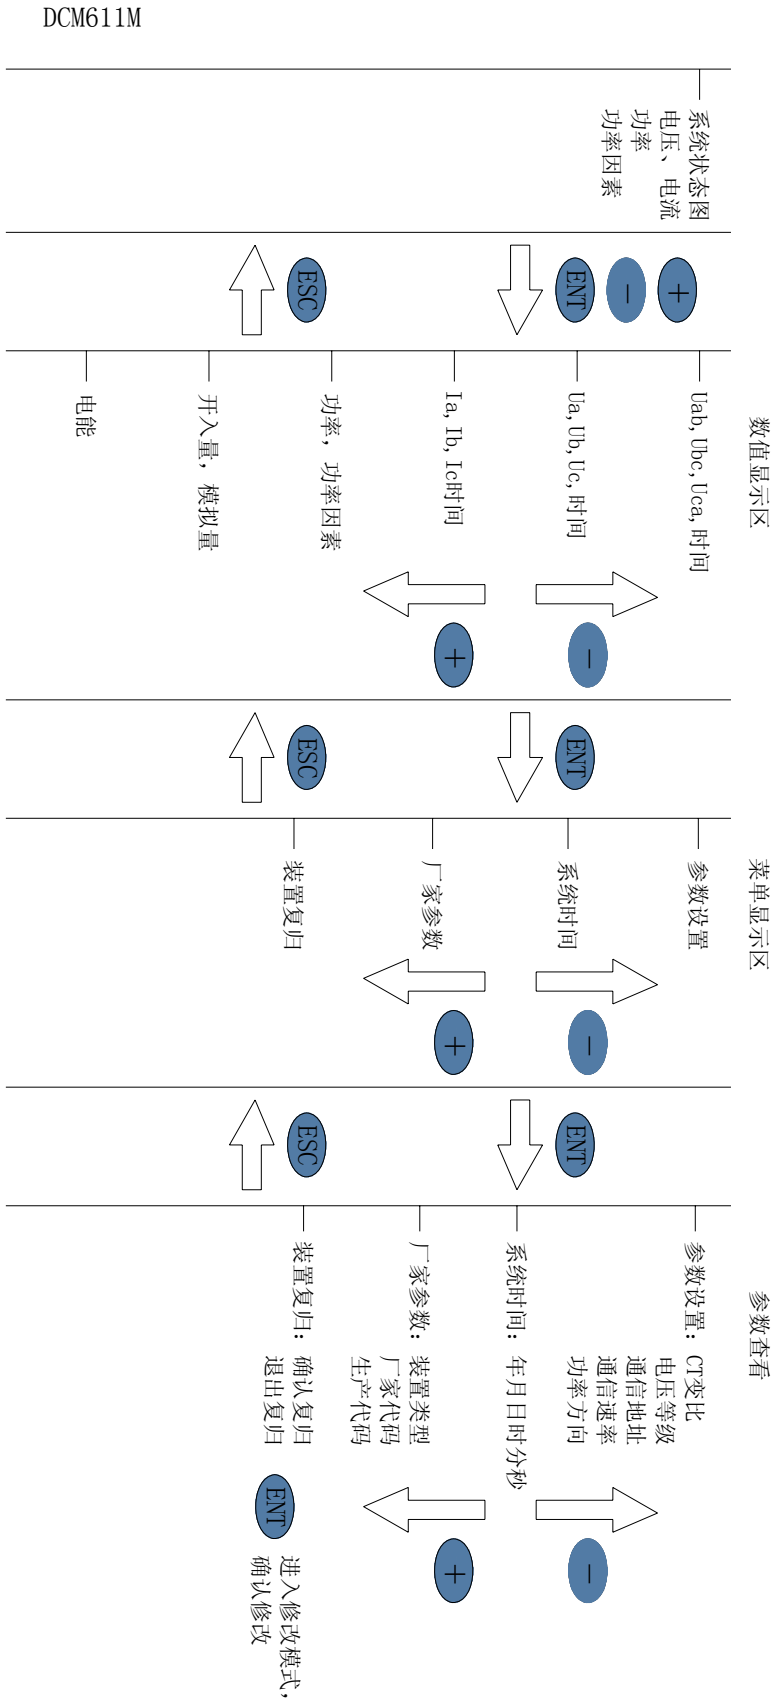 DCM611M
系统状态图
电压、电流
功率
功率因素
+
-
ENT
ESC
数值显示区
Uab,Ubc,Uca,时间
Ua,Ub,Uc,时间
Ia,Ib,Ic时间
功率，功率因素
开入量，模拟量
电能
-
+
ENT
ESC
菜单显示区
参数设置
系统时间
厂家参数
装置复归
-
+
ENT
ESC
参数查看
参数设置：CT变比
电压等级
通信地址
通信速率
功率方向
系统时间：年月日时分秒
厂家参数：装置类型
厂家代码
生产代码
装置复归：确认复归
退出复归
-
+
ENT
进入修改模式，
确认修改